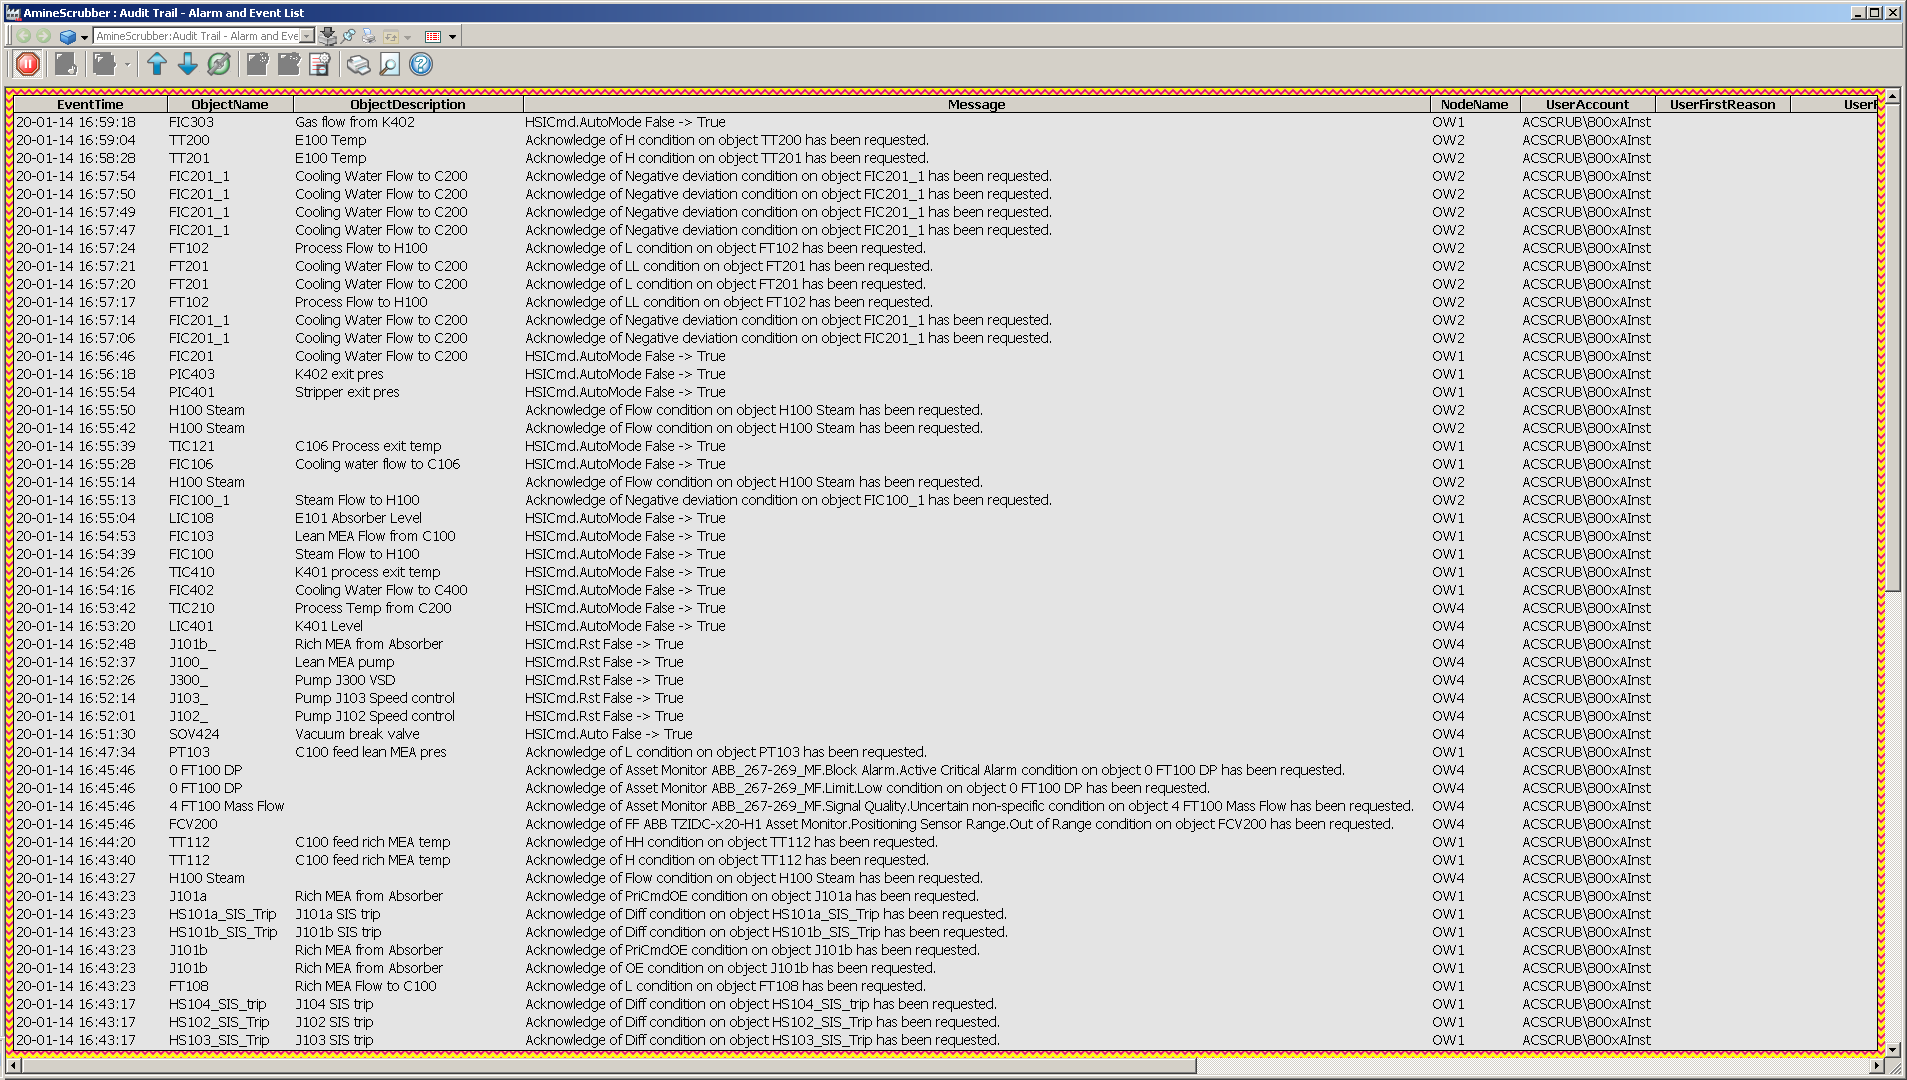 AmineScrubber : Audit Trail - Alarm and Event List
AmineScrubber:Audit Trail - Alarm and Eve
EventTime ObjectName ObjectDescription Message NodeName UserAccount UserFirstReason
20-01-14 16:59:18 FIC303 Gas flow from K402 HSICmd.AutoMode False -> True OW1 ACSCRUB\800xAInst
20-01-14 16:59:04 TT200 E100 Temp Acknowledge of H condition on object TT200 has been requested. OW2 ACSCRUB\800xAInst
20-01-14 16:58:28 TT201 E100 Temp Acknowledge of H condition on object TT201 has been requested. OW2 ACSCRUB\800xAInst
20-01-14 16:57:54 FIC201_1 Cooling Water Flow to C200 Acknowledge of Negative deviation condition on object FIC201_1 has been requested. OW2 ACSCRUB\800xAInst
20-01-14 16:57:50 FIC201_1 Cooling Water Flow to C200 Acknowledge of Negative deviation condition on object FIC201_1 has been requested. OW2 ACSCRUB\800xAInst
20-01-14 16:57:49 FIC201_1 Cooling Water Flow to C200 Acknowledge of Negative deviation condition on object FIC201_1 has been requested. OW2 ACSCRUB\800xAInst
20-01-14 16:57:47 FIC201_1 Cooling Water Flow to C200 Acknowledge of Negative deviation condition on object FIC201_1 has been requested. OW2 ACSCRUB\800xAInst
20-01-14 16:57:24 FT102 Process Flow to H100 Acknowledge of L condition on object FT102 has been requested. OW2 ACSCRUB\800xAInst
20-01-14 16:57:21 FT201 Cooling Water Flow to C200 Acknowledge of LL condition on object FT201 has been requested. OW2 ACSCRUB\800xAInst
20-01-14 16:57:20 FT201 Cooling Water Flow to C200 Acknowledge of L condition on object FT201 has been requested. OW2 ACSCRUB\800xAInst
20-01-14 16:57:17 FT102 Process Flow to H100 Acknowledge of LL condition on object FT102 has been requested. OW2 ACSCRUB\800xAInst
20-01-14 16:57:14 FIC201_1 Cooling Water Flow to C200 Acknowledge of Negative deviation condition on object FIC201_1 has been requested. OW2 ACSCRUB\800xAInst
20-01-14 16:57:06 FIC201_1 Cooling Water Flow to C200 Acknowledge of Negative deviation condition on object FIC201_1 has been requested. OW2 ACSCRUB\800xAInst
20-01-14 16:56:46 FIC201 Cooling Water Flow to C200 HSICmd.AutoMode False -> True OW1 ACSCRUB\800xAInst
20-01-14 16:56:18 PIC403 K402 exit pres HSICmd.AutoMode False -> True OW1 ACSCRUB\800xAInst
20-01-14 16:55:54 PIC401 Stripper exit pres HSICmd.AutoMode False -> True OW1 ACSCRUB\800xAInst
20-01-14 16:55:50 H100 Steam Acknowledge of Flow condition on object H100 Steam has been requested. OW2 ACSCRUB\800xAInst
20-01-14 16:55:42 H100 Steam Acknowledge of Flow condition on object H100 Steam has been requested. OW2 ACSCRUB\800xAInst
20-01-14 16:55:39 TIC121 C106 Process exit temp HSICmd.AutoMode False -> True OW1 ACSCRUB\800xAInst
20-01-14 16:55:28 FIC106 Cooling water flow to C106 HSICmd.AutoMode False -> True OW1 ACSCRUB\800xAInst
20-01-14 16:55:14 H100 Steam Acknowledge of Flow condition on object H100 Steam has been requested. OW2 ACSCRUB\800xAInst
20-01-14 16:55:13 FIC100_1 Steam Flow to H100 Acknowledge of Negative deviation condition on object FIC100_1 has been requested. OW2 ACSCRUB\800xAInst
20-01-14 16:55:04 LIC108 E101 Absorber Level HSICmd.AutoMode False -> True OW1 ACSCRUB\800xAInst
20-01-14 16:54:53 FIC103 Lean MEA Flow from C100 HSICmd.AutoMode False -> True OW1 ACSCRUB\800xAInst
20-01-14 16:54:39 FIC100 Steam Flow to H100 HSICmd.AutoMode False -> True OW1 ACSCRUB\800xAInst
20-01-14 16:54:26 TIC410 K401 process exit temp HSICmd.AutoMode False -> True OW1 ACSCRUB\800xAInst
20-01-14 16:54:16 FIC402 Cooling Water Flow to C400 HSICmd.AutoMode False -> True OW1 ACSCRUB\800xAInst
20-01-14 16:53:42 TIC210 Process Temp from C200 HSICmd.AutoMode False -> True OW4 ACSCRUB\800xAInst
20-01-14 16:53:20 LIC401 K401 Level HSICmd.AutoMode False -> True OW4 ACSCRUB\800xAInst
20-01-14 16:52:48 J101b_ Rich MEA from Absorber HSICmd.Rst False -> True OW4 ACSCRUB\800xAInst
20-01-14 16:52:37 J100_ Lean MEA pump HSICmd.Rst False -> True OW4 ACSCRUB\800xAInst
20-01-14 16:52:26 J300_ Pump J300 VSD HSICmd.Rst False -> True OW4 ACSCRUB\800xAInst
20-01-14 16:52:14 J103_ Pump J103 Speed control HSICmd.Rst False -> True OW4 ACSCRUB\800xAInst
20-01-14 16:52:01 J102_ Pump J102 Speed control HSICmd.Rst False -> True OW4 ACSCRUB\800xAInst
20-01-14 16:51:30 SOV424 Vacuum break valve HSICmd.Auto False -> True OW4 ACSCRUB\800xAInst
20-01-14 16:47:34 PT103 C100 feed lean MEA pres Acknowledge of L condition on object PT103 has been requested. OW1 ACSCRUB\800xAInst
20-01-14 16:45:46 0 FT100 DP Acknowledge of Asset Monitor ABB_267-269_MF.Block Alarm.Active Critical Alarm condition on object 0 FT100 DP has been requested. OW4 ACSCRUB\800xAInst
20-01-14 16:45:46 0 FT100 DP Acknowledge of Asset Monitor ABB_267-269_MF.Limit.Low condition on object 0 FT100 DP has been requested. OW4 ACSCRUB\800xAInst
20-01-14 16:45:46 4 FT100 Mass Flow Acknowledge of Asset Monitor ABB_267-269_MF.Signal Quality.Uncertain non-specific condition on object 4 FT100 Mass Flow has been requested. OW4 ACSCRUB\800xAInst
20-01-14 16:45:46 FCV200 Acknowledge of FF ABB TZIDC-x20-H1 Asset Monitor.Positioning Sensor Range.Out of Range condition on object FCV200 has been requested. OW4 ACSCRUB\800xAInst
20-01-14 16:44:20 TT112 C100 feed rich MEA temp Acknowledge of HH condition on object TT112 has been requested. OW1 ACSCRUB\800xAInst
20-01-14 16:43:40 TT112 C100 feed rich MEA temp Acknowledge of H condition on object TT112 has been requested. OW1 ACSCRUB\800xAInst
20-01-14 16:43:27 H100 Steam Acknowledge of Flow condition on object H100 Steam has been requested. OW4 ACSCRUB\800xAInst
20-01-14 16:43:23 J101a Rich MEA from Absorber Acknowledge of PriCmdOE condition on object J101a has been requested. OW1 ACSCRUB\800xAInst
20-01-14 16:43:23 HS101a_SIS_Trip J101a SIS trip Acknowledge of Diff condition on object HS101a_SIS_Trip has been requested. OW1 ACSCRUB\800xAInst
20-01-14 16:43:23 HS101b_SIS_Trip J101b SIS trip Acknowledge of Diff condition on object HS101b_SIS_Trip has been requested. OW1 ACSCRUB\800xAInst
20-01-14 16:43:23 J101b Rich MEA from Absorber Acknowledge of PriCmdOE condition on object J101b has been requested. OW1 ACSCRUB\800xAInst
20-01-14 16:43:23 J101b Rich MEA from Absorber Acknowledge of OE condition on object J101b has been requested. OW1 ACSCRUB\800xAInst
20-01-14 16:43:23 FT108 Rich MEA Flow to C100 Acknowledge of L condition on object FT108 has been requested. OW1 ACSCRUB\800xAInst
20-01-14 16:43:17 HS104_SIS_trip J104 SIS trip Acknowledge of Diff condition on object HS104_SIS_trip has been requested. OW1 ACSCRUB\800xAInst
20-01-14 16:43:17 HS102_SIS_Trip J102 SIS trip Acknowledge of Diff condition on object HS102_SIS_Trip has been requested. OW1 ACSCRUB\800xAInst
20-01-14 16:43:17 HS103_SIS_Trip J103 SIS trip Acknowledge of Diff condition on object HS103_SIS_Trip has been requested. OW1 ACSCRUB\800xAInst